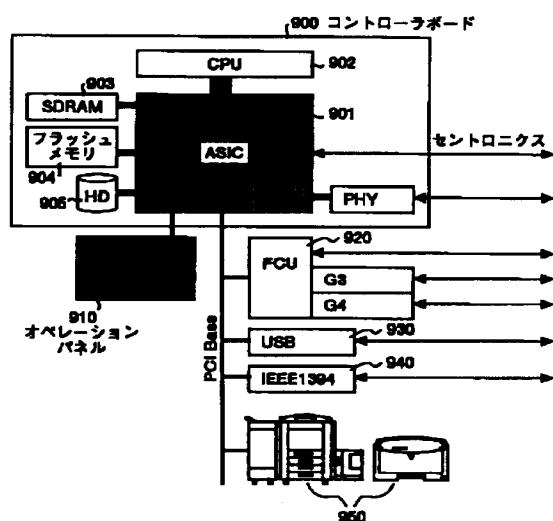 900 コントローラボード
CPU
902
903
SDRAM
901
フラッシュ
メモリ
904
ASIC
セントロニクス
905
HD
PHY
920
FCU
G3
G4
910
オペレーション
パネル
PCI Base
930
USB
940
IEEE1394
950